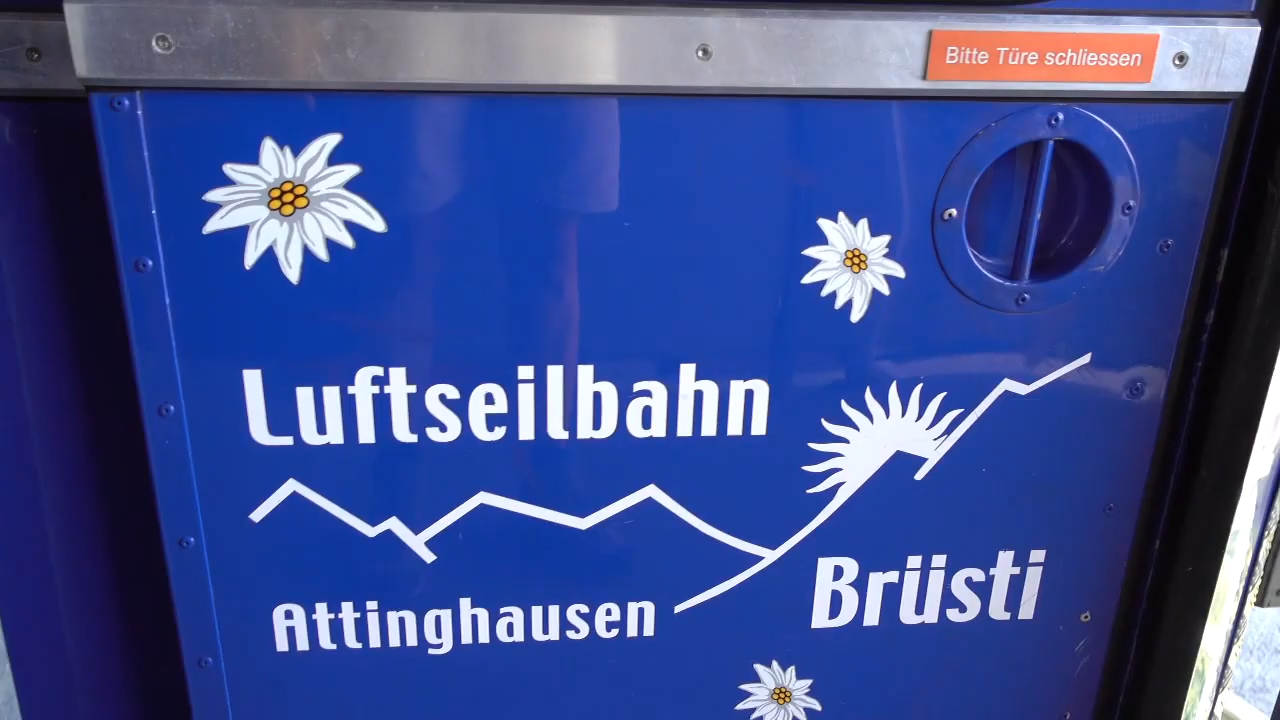 Bitte Türe schliessen
Luftseilbahn
Attinghausen
Brüsti